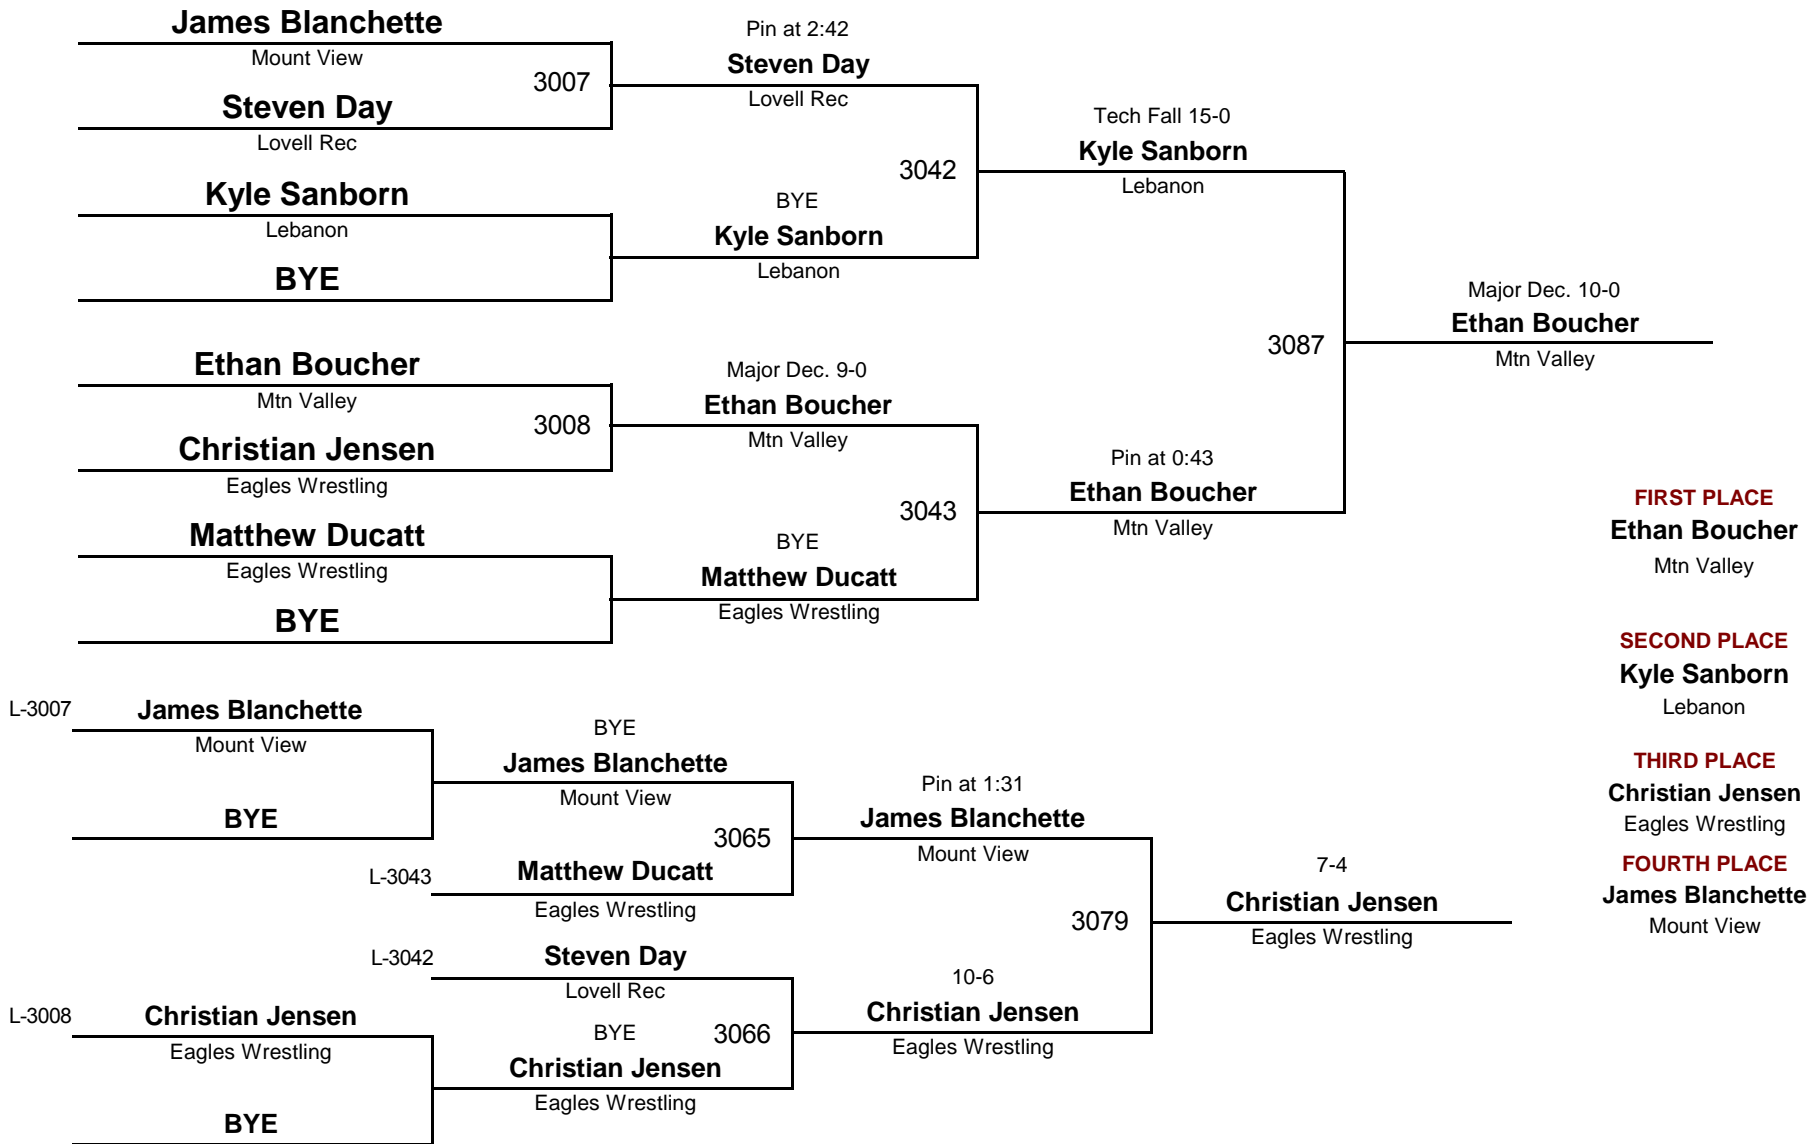 James Blanchette
Mount View
3007
Steven Day
Lovell Rec
Kyle Sanborn
Lebanon
BYE
Ethan Boucher
Mtn Valley
3008
Christian Jensen
Eagles Wrestling
Matthew Ducatt
Eagles Wrestling
BYE
Pin at 2:42
Steven Day
Lovell Rec
3042
BYE
Kyle Sanborn
Lebanon
Major Dec. 9-0
Ethan Boucher
Mtn Valley
3043
BYE
Matthew Ducatt
Eagles Wrestling
Tech Fall 15-0
Kyle Sanborn
Lebanon
3087
Pin at 0:43
Ethan Boucher
Mtn Valley
Major Dec. 10-0
Ethan Boucher
Mtn Valley
FIRST PLACE
Ethan Boucher
Mtn Valley
SECOND PLACE
Kyle Sanborn
Lebanon
THIRD PLACE
Christian Jensen
Eagles Wrestling
FOURTH PLACE
James Blanchette
Mount View
L-3007
James Blanchette
Mount View
BYE
L-3008
Christian Jensen
Eagles Wrestling
BYE
BYE
James Blanchette
Mount View
3065
L-3043
Matthew Ducatt
Eagles Wrestling
L-3042
Steven Day
Lovell Rec
BYE
3066
Christian Jensen
Eagles Wrestling
Pin at 1:31
James Blanchette
Mount View
3079
10-6
Christian Jensen
Eagles Wrestling
7-4
Christian Jensen
Eagles Wrestling